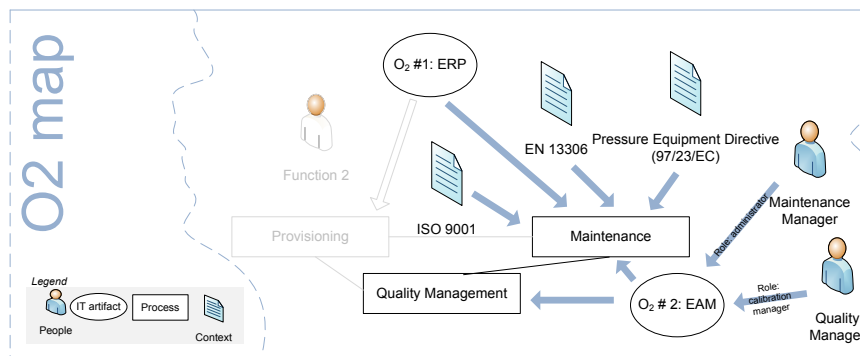 O2 map
O₂ #1: ERP
EN 13306
Pressure Equipment Directive
(97/23/EC)
Function 2
Maintenance
Manager
Role: administrator
Provisioning
ISO 9001
Maintenance
Quality Management
O₂ # 2: EAM
Role:
calibration
manager
Quality
Manage
Legend
People
IT artifact
Process
Context